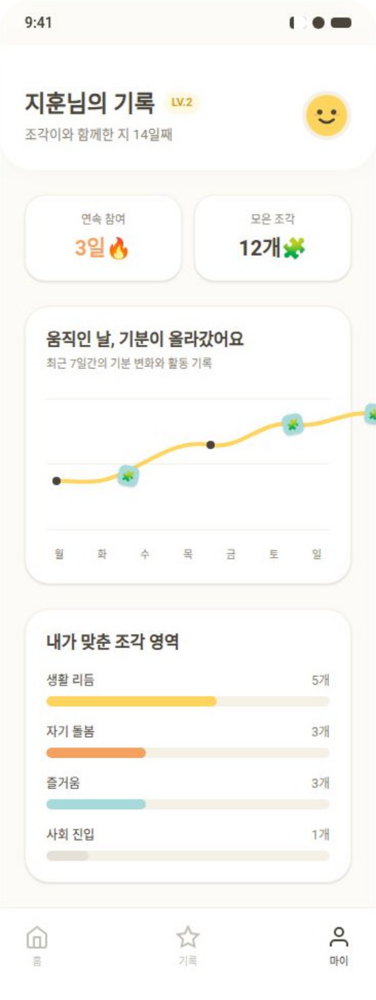 9:41
지훈님의 기록 LV.2
조각이와 함께한 지 14일째
연속 참여
3일🔥
모은 조각
12개🧩
움직인 날, 기분이 올라갔어요
최근 7일간의 기분 변화와 활동 기록
월 화 수 목 금 토 일
내가 맞춘 조각 영역
생활 리듬 5개
자기 돌봄 3개
즐거움 3개
사회 진입 1개
홈 기록 마이